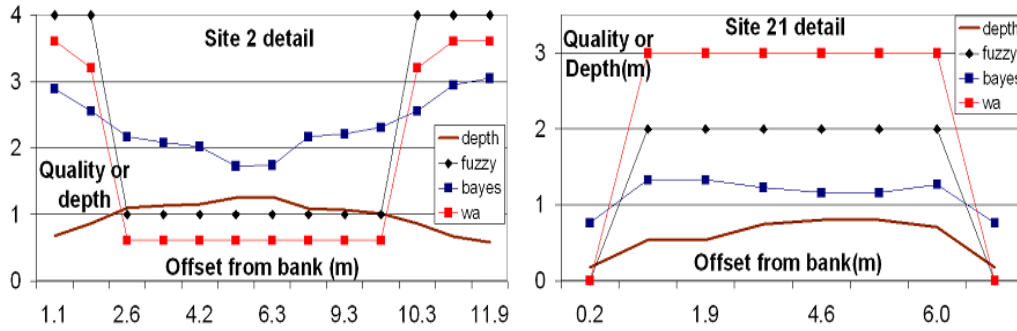 Site 2 detail
4
3
2
1
0
Quality or
depth
depth
fuzzy
bayes
wa
Offset from bank (m)
1.1 2.6 4.2 6.3 9.3 10.3 11.9
Site 21 detail
Quality or
Depth(m)
3
2
1
0
depth
fuzzy
bayes
wa
Offset from bank(m)
0.2 1.9 4.6 6.0